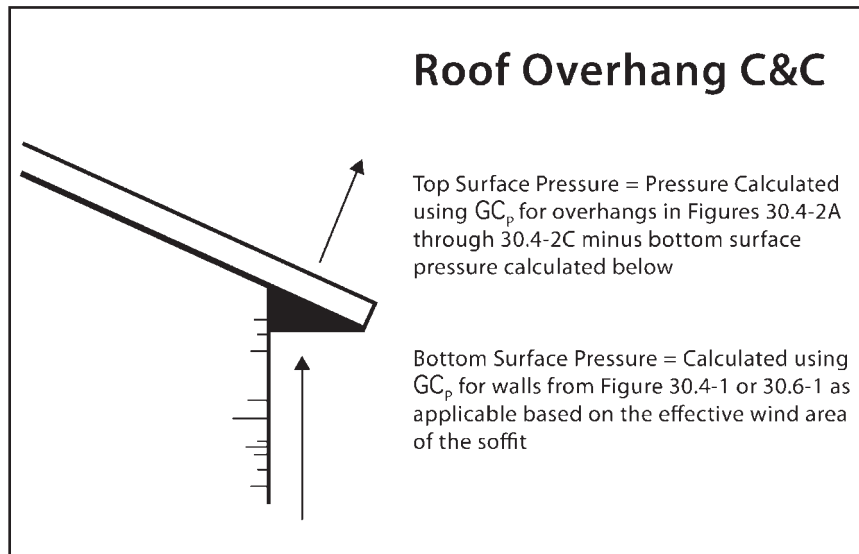 Roof Overhang C&C
Top Surface Pressure = Pressure Calculated
using GCp for overhangs in Figures 30.4-2A
through 30.4-2C minus bottom surface
pressure calculated below
Bottom Surface Pressure = Calculated using
GCp for walls from Figure 30.4-1 or 30.6-1 as
applicable based on the effective wind area
of the soffit